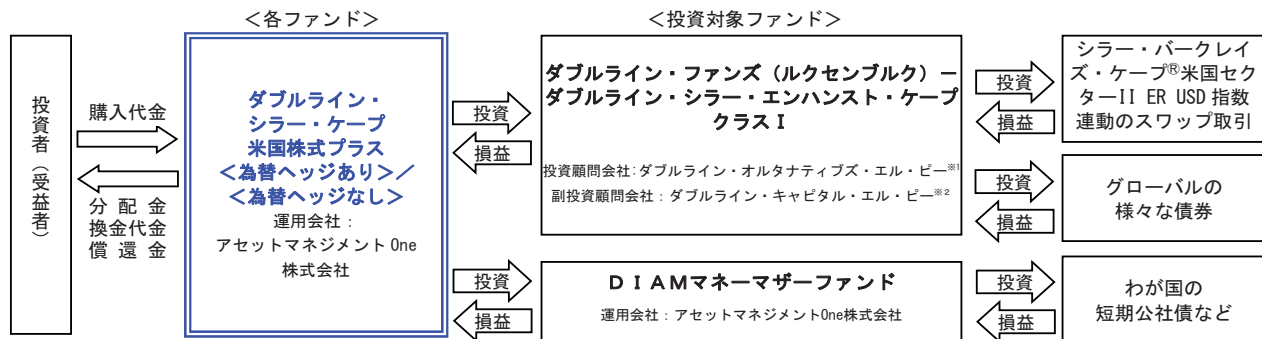 ＜各ファンド＞
＜投資対象ファンド＞
投資者（受益者）
購入代金
分配金
換金代金
償還金
ダブルライン・
シラー・ケープ
米国株式プラス
＜為替ヘッジあり＞／
＜為替ヘッジなし＞
運用会社：
アセットマネジメント One
株式会社
投資
損益
投資
損益
ダブルライン・ファンズ（ルクセンブルク）－
ダブルライン・シラー・エンハンスト・ケープ
クラス I
投資顧問会社：ダブルライン・オルタナティブズ・エル・ピー※1
副投資顧問会社：ダブルライン・キャピタル・エル・ピー※2
投資
損益
シラー・バークレイ
ズ・ケープ®米国セク
ターII ER USD 指数
連動のスワップ取引
投資
損益
グローバルの
様々な債券
ＤＩＡＭマネーマザーファンド
運用会社：アセットマネジメントOne株式会社
投資
損益
わが国の
短期公社債など